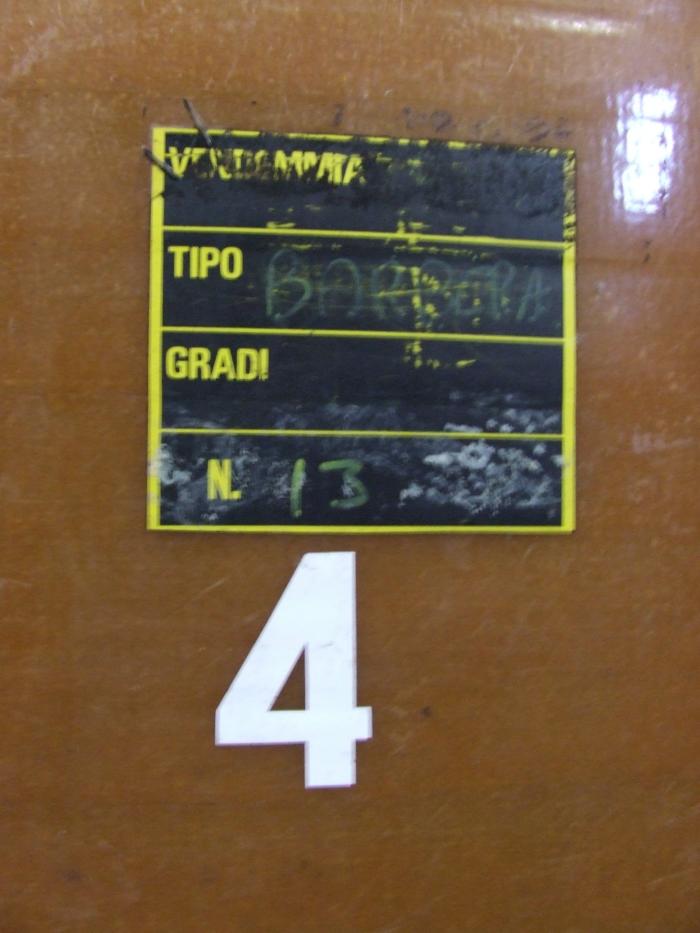 VENDEMMIA
TIPO BARBERA
GRADI
N. 13
4